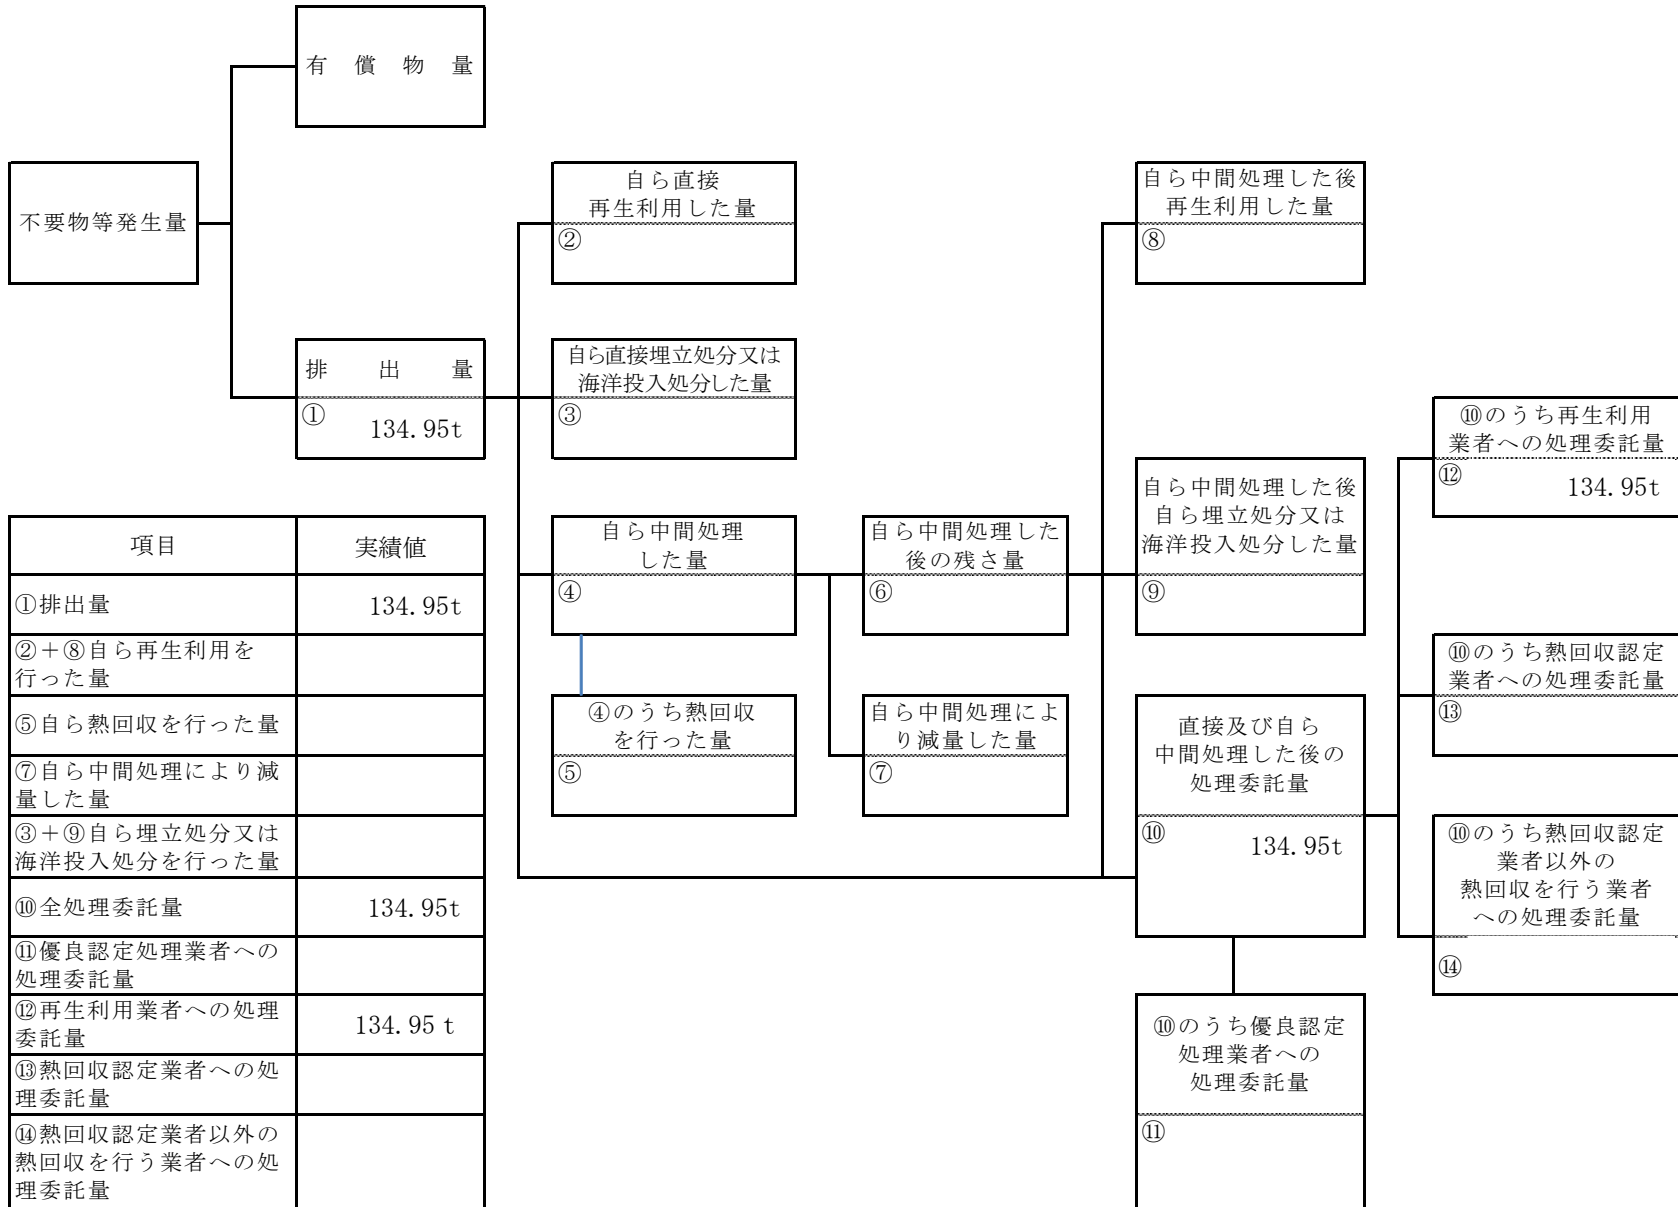 有償物量
不要物等発生量
排出量
① 134.95t
自ら直接
再生利用した量
②
自ら直接埋立処分又は
海洋投入処分した量
③
自ら中間処理
した量
④
④のうち熱回収
を行った量
⑤
自ら中間処理した
後の残さ量
⑥
自ら中間処理によ
り減量した量
⑦
自ら中間処理した後
再生利用した量
⑧
自ら中間処理した後
自ら埋立処分又は
海洋投入処分した量
⑨
直接及び自ら
中間処理した後の
処理委託量
⑩ 134.95t
⑩のうち優良認定
処理業者への
処理委託量
⑪
⑩のうち再生利用
業者への処理委託量
⑫ 134.95t
⑩のうち熱回収認定
業者への処理委託量
⑬
⑩のうち熱回収認定
業者以外の
熱回収を行う業者
への処理委託量
⑭
項目 実績値
①排出量 134.95t
②+⑧自ら再生利用を
行った量
⑤自ら熱回収を行った量
⑦自ら中間処理により減
量した量
③+⑨自ら埋立処分又は
海洋投入処分を行った量
⑩全処理委託量 134.95t
⑪優良認定処理業者への
処理委託量
⑫再生利用業者への処理
委託量 134.95 t
⑬熱回収認定業者への処
理委託量
⑭熱回収認定業者以外の
熱回収を行う業者への処
理委託量